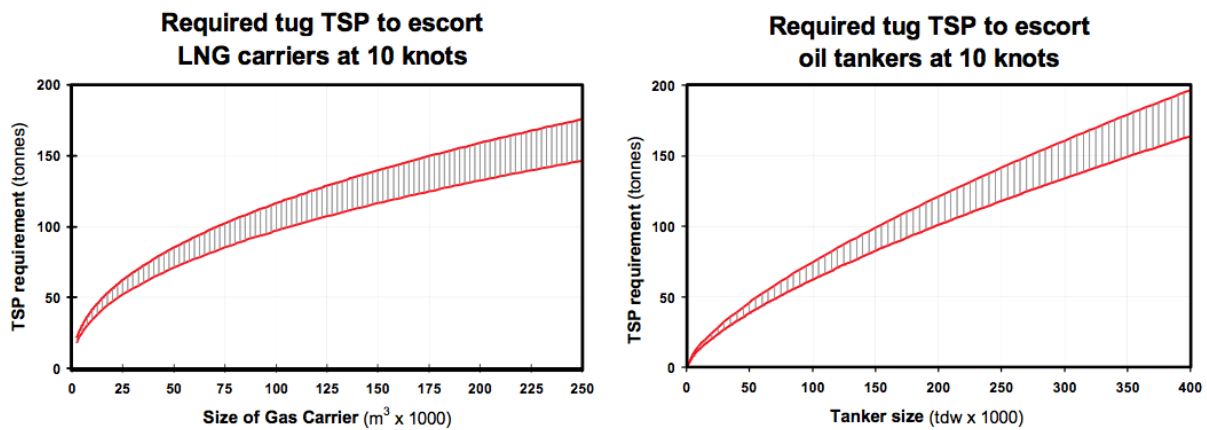 Required tug TSP to escort
LNG carriers at 10 knots
200
150
100
50
0
TSP requirement (tonnes)
0 25 50 75 100 125 150 175 200 225 250
Size of Gas Carrier (m³ x 1000)
Required tug TSP to escort
oil tankers at 10 knots
200
150
100
50
0
TSP requirement (tonnes)
0 50 100 150 200 250 300 350 400
Tanker size (tdw x 1000)